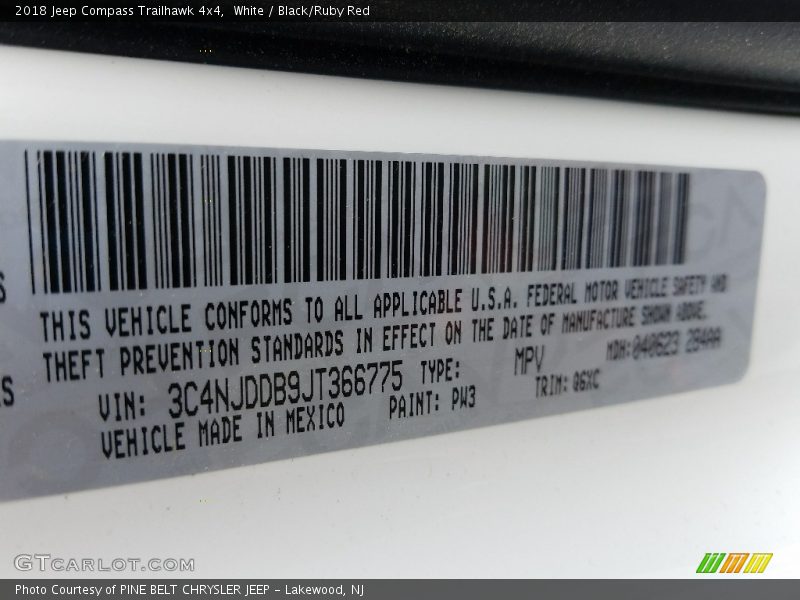 2018 Jeep Compass Trailhawk 4x4, White / Black/Ruby Red
THIS VEHICLE CONFORMS TO ALL APPLICABLE U.S.A. FEDERAL MOTOR VEHICLE SAFETY AND
THEFT PREVENTION STANDARDS IN EFFECT ON THE DATE OF MANUFACTURE SHOWN ABOVE.
VIN: 3C4NJDDB9JT366775 TYPE: MPV MDH: 040623 284AA
VEHICLE MADE IN MEXICO PAINT: PW3 TRIM: Q6XC
GTCARLOT.COM
Photo Courtesy of PINE BELT CHRYSLER JEEP - Lakewood, NJ